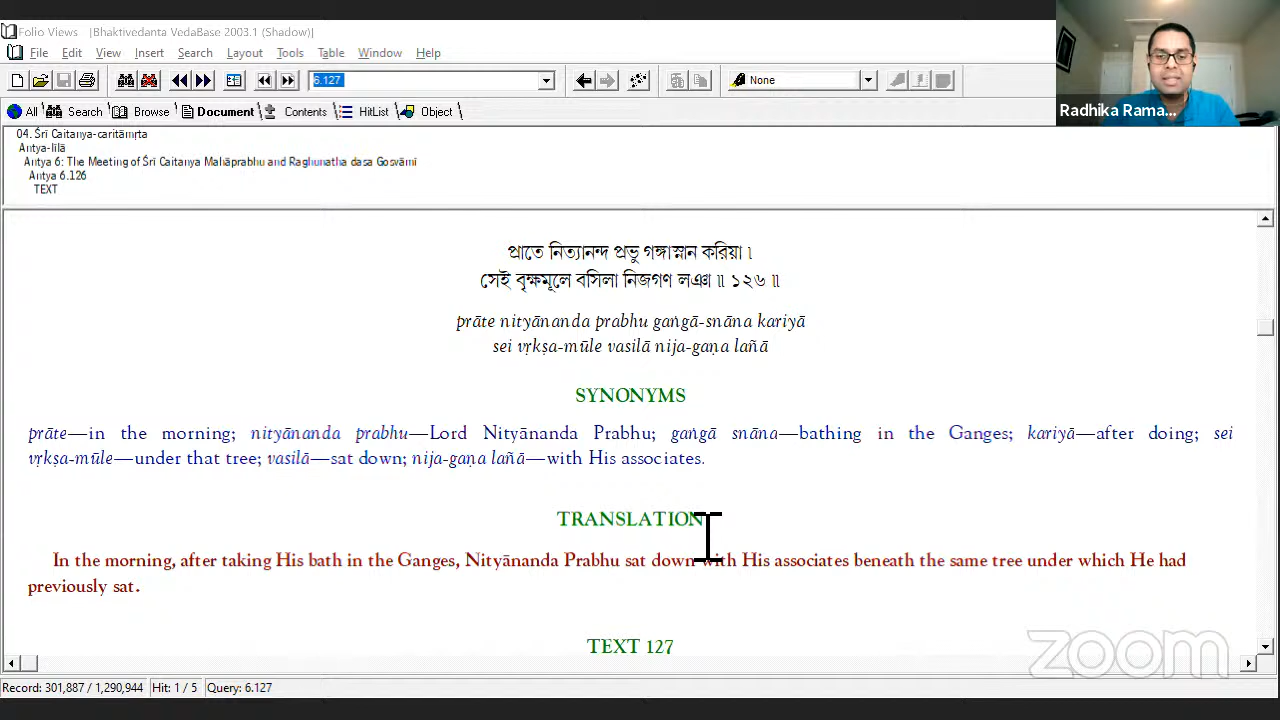 Folio Views - [Bhaktivedanta VedaBase 2003.1 (Shadow)]
File Edit View Insert Search Layout Tools Table Window Help
6.127 None
All Search Browse Document Contents HitList Object
Radhika Rama...
04. Śrī Caitanya-caritāmṛta
Antya-līlā
Antya 6: The Meeting of Śrī Caitanya Mahāprabhu and Raghunātha dāsa Gosvāmī
Antya 6.126
TEXT
প্রাতে নিত্যানন্দ প্রভু গঙ্গাস্নান করিয়া ।
সেই বৃক্ষমূলে বসিলা নিজগণ লঞা ॥ ১২৬ ॥
prāte nityānanda prabhu gaṅgā-snāna kariyā
sei vṛkṣa-mūle vasilā nija-gaṇa lañā
SYNONYMS
prāte—in the morning; nityānanda prabhu—Lord Nityānanda Prabhu; gaṅgā snāna—bathing in the Ganges; kariyā—after doing; sei
vṛkṣa-mūle—under that tree; vasilā—sat down; nija-gaṇa lañā—with His associates.
TRANSLATION
In the morning, after taking His bath in the Ganges, Nityānanda Prabhu sat down with His associates beneath the same tree under which He had
previously sat.
TEXT 127
zoom
Record: 301,887 / 1,290,944 Hit: 1 / 5 Query: 6.127